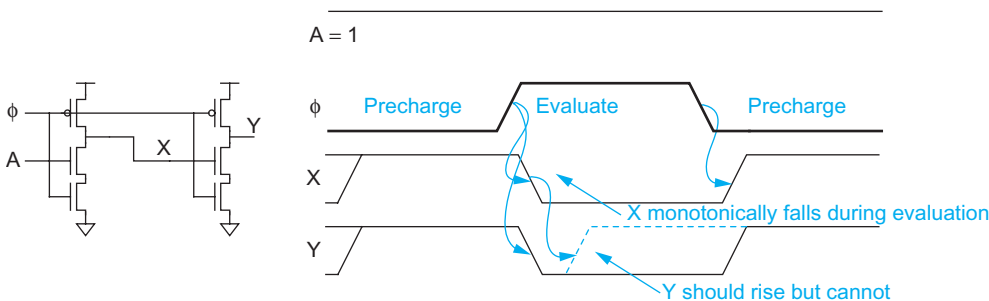 A = 1
ϕ
Precharge
Evaluate
Precharge
ϕ
Y
A
X
X
X monotonically falls during evaluation
Y
Y should rise but cannot